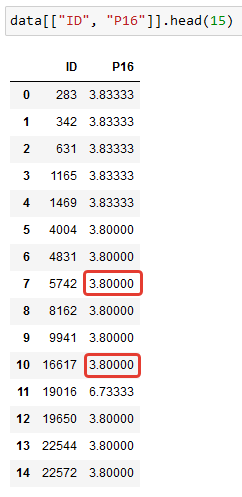 data[["ID", "P16"]].head(15)
ID P16
0 283 3.83333
1 342 3.83333
2 631 3.83333
3 1165 3.83333
4 1469 3.83333
5 4004 3.80000
6 4831 3.80000
7 5742 3.80000
8 8162 3.80000
9 9941 3.80000
10 16617 3.80000
11 19016 6.73333
12 19650 3.80000
13 22544 3.80000
14 22572 3.80000